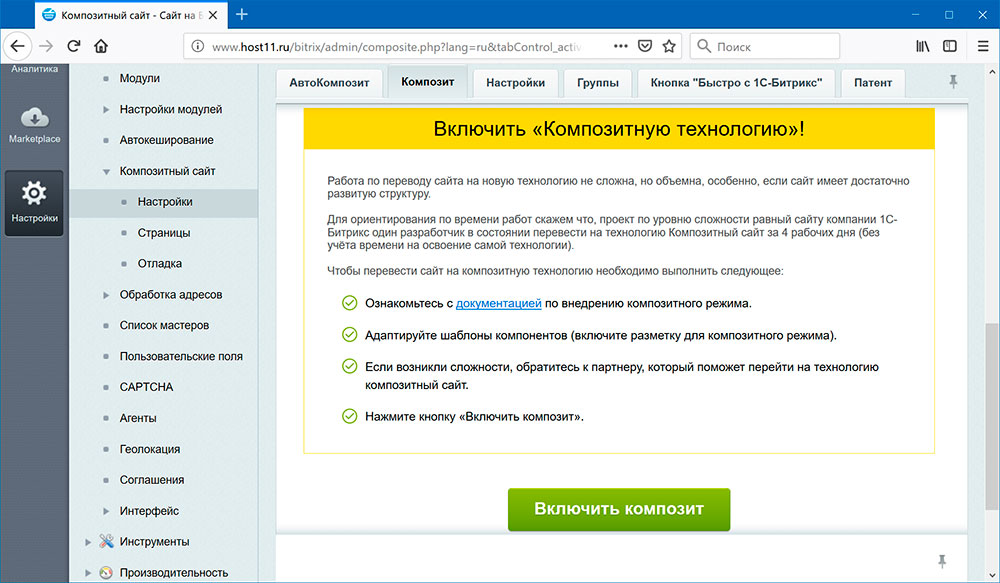 Композитный сайт - Сайт на
www.host11.ru/bitrix/admin/composite.php?lang=ru&tabControl_activ
Поиск
Аналитика
Marketplace
Настройки
Модули
Настройки модулей
Автокеширование
Композитный сайт
Настройки
Страницы
Отладка
Обработка адресов
Список мастеров
Пользовательские поля
CAPTCHA
Агенты
Геолокация
Соглашения
Интерфейс
Инструменты
Производительность
АвтоКомпозит
Композит
Настройки
Группы
Кнопка "Быстро с 1С-Битрикс"
Патент
Включить «Композитную технологию»!
Работа по переводу сайта на новую технологию не сложна, но объемна, особенно, если сайт имеет достаточно
развитую структуру.
Для ориентирования по времени работ скажем что, проект по уровню сложности равный сайту компании 1С-
Битрикс один разработчик в состоянии перевести на технологию Композитный сайт за 4 рабочих дня (без
учёта времени на освоение самой технологии).
Чтобы перевести сайт на композитную технологию необходимо выполнить следующее:
Ознакомьтесь с документацией по внедрению композитного режима.
Адаптируйте шаблоны компонентов (включите разметку для композитного режима).
Если возникли сложности, обратитесь к партнеру, который поможет перейти на технологию
композитный сайт.
Нажмите кнопку «Включить композит».
Включить композит